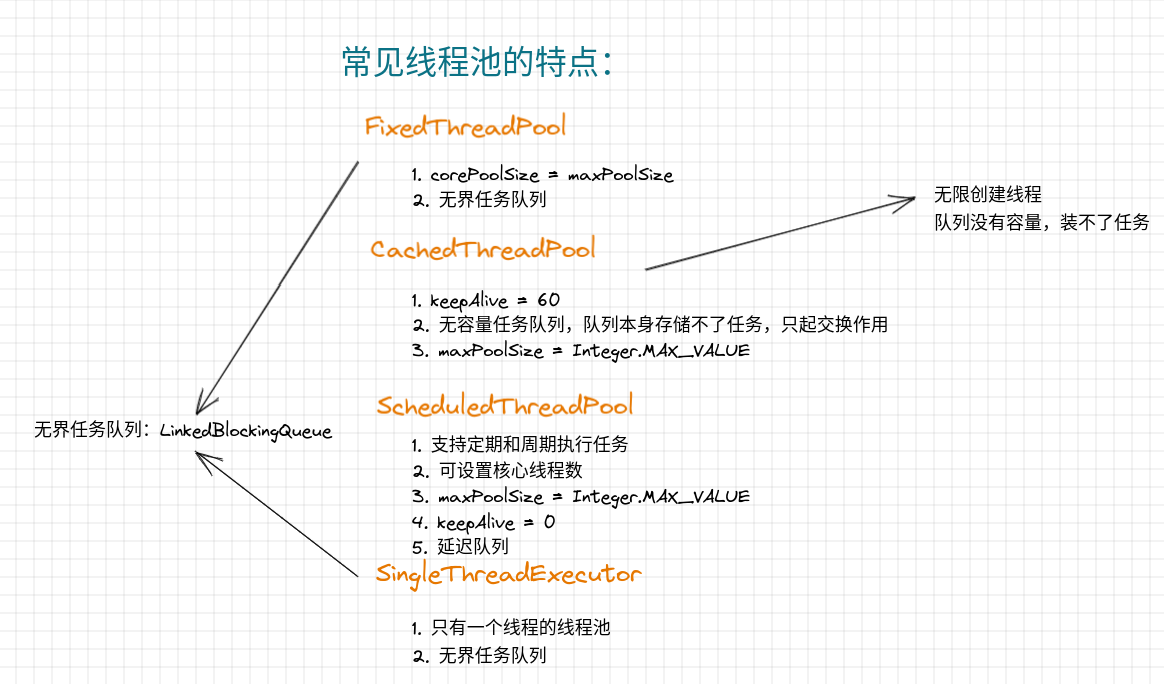 常见线程池的特点：
FixedThreadPool
1. corePoolSize = maxPoolSize
2. 无界任务队列
无限创建线程
队列没有容量，装不了任务
CachedThreadPool
1. keepAlive = 60
2. 无容量任务队列，队列本身存储不了任务，只起交换作用
3. maxPoolSize = Integer.MAX_VALUE
ScheduledThreadPool
无界任务队列：LinkedBlockingQueue
1. 支持定期和周期执行任务
2. 可设置核心线程数
3. maxPoolSize = Integer.MAX_VALUE
4. keepAlive = 0
5. 延迟队列
SingleThreadExecutor
1. 只有一个线程的线程池
2. 无界任务队列